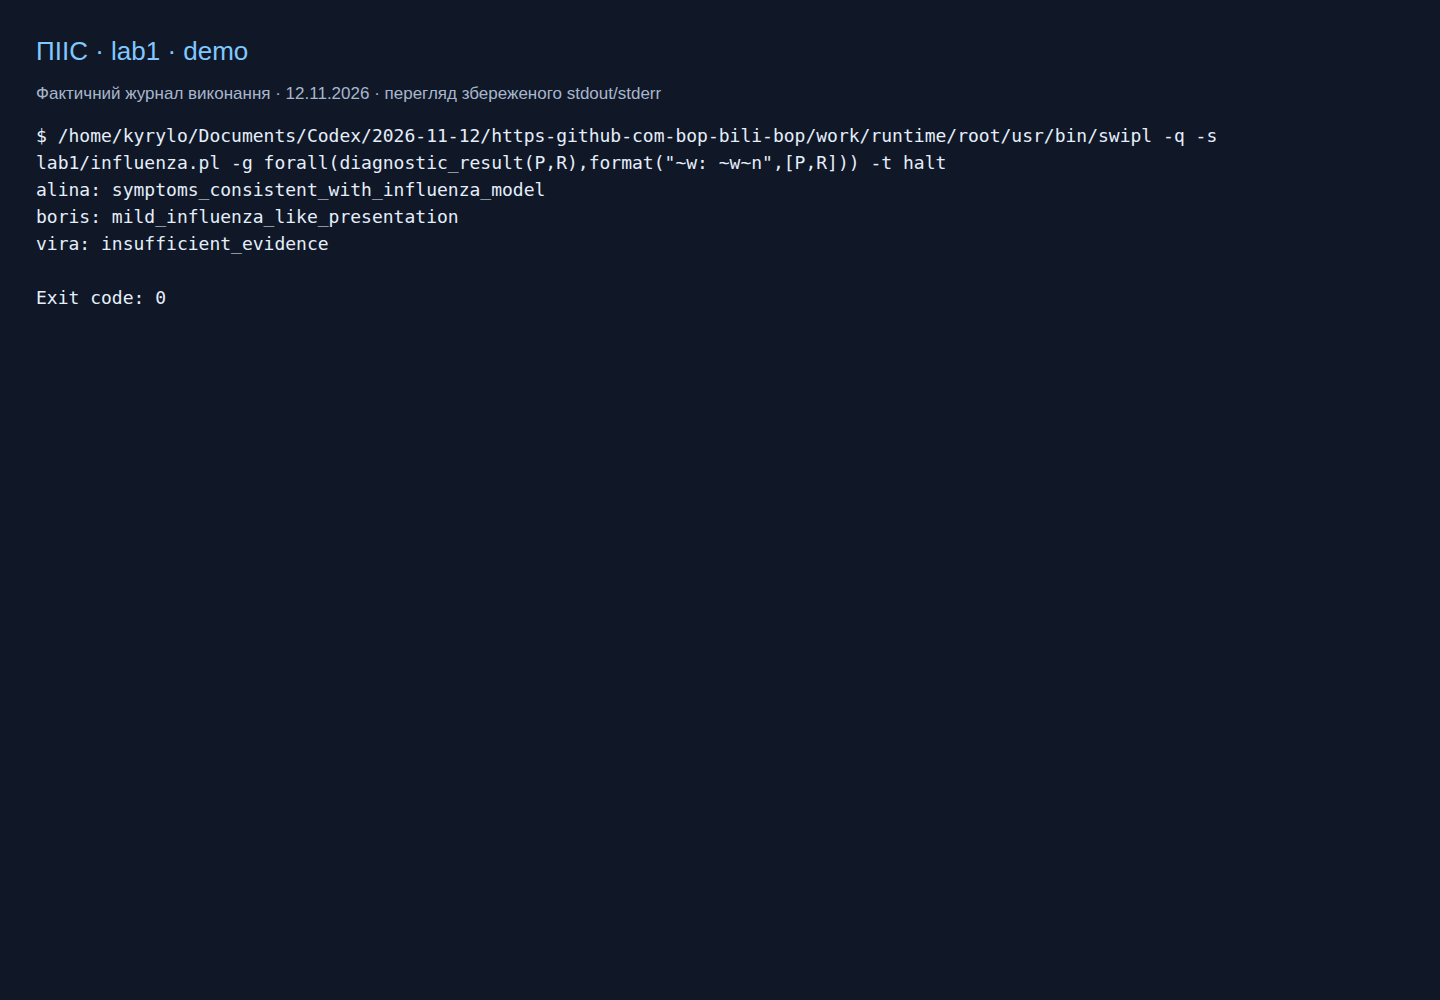 ПІІС · lab1 · demo
Фактичний журнал виконання · 12.11.2026 · перегляд збереженого stdout/stderr
$ /home/kyrylo/Documents/Codex/2026-11-12/https-github-com-bop-bili-bop/work/runtime/root/usr/bin/swipl -q -s
lab1/influenza.pl -g forall(diagnostic_result(P,R),format("~w: ~w~n",[P,R])) -t halt
alina: symptoms_consistent_with_influenza_model
boris: mild_influenza_like_presentation
vira: insufficient_evidence
Exit code: 0